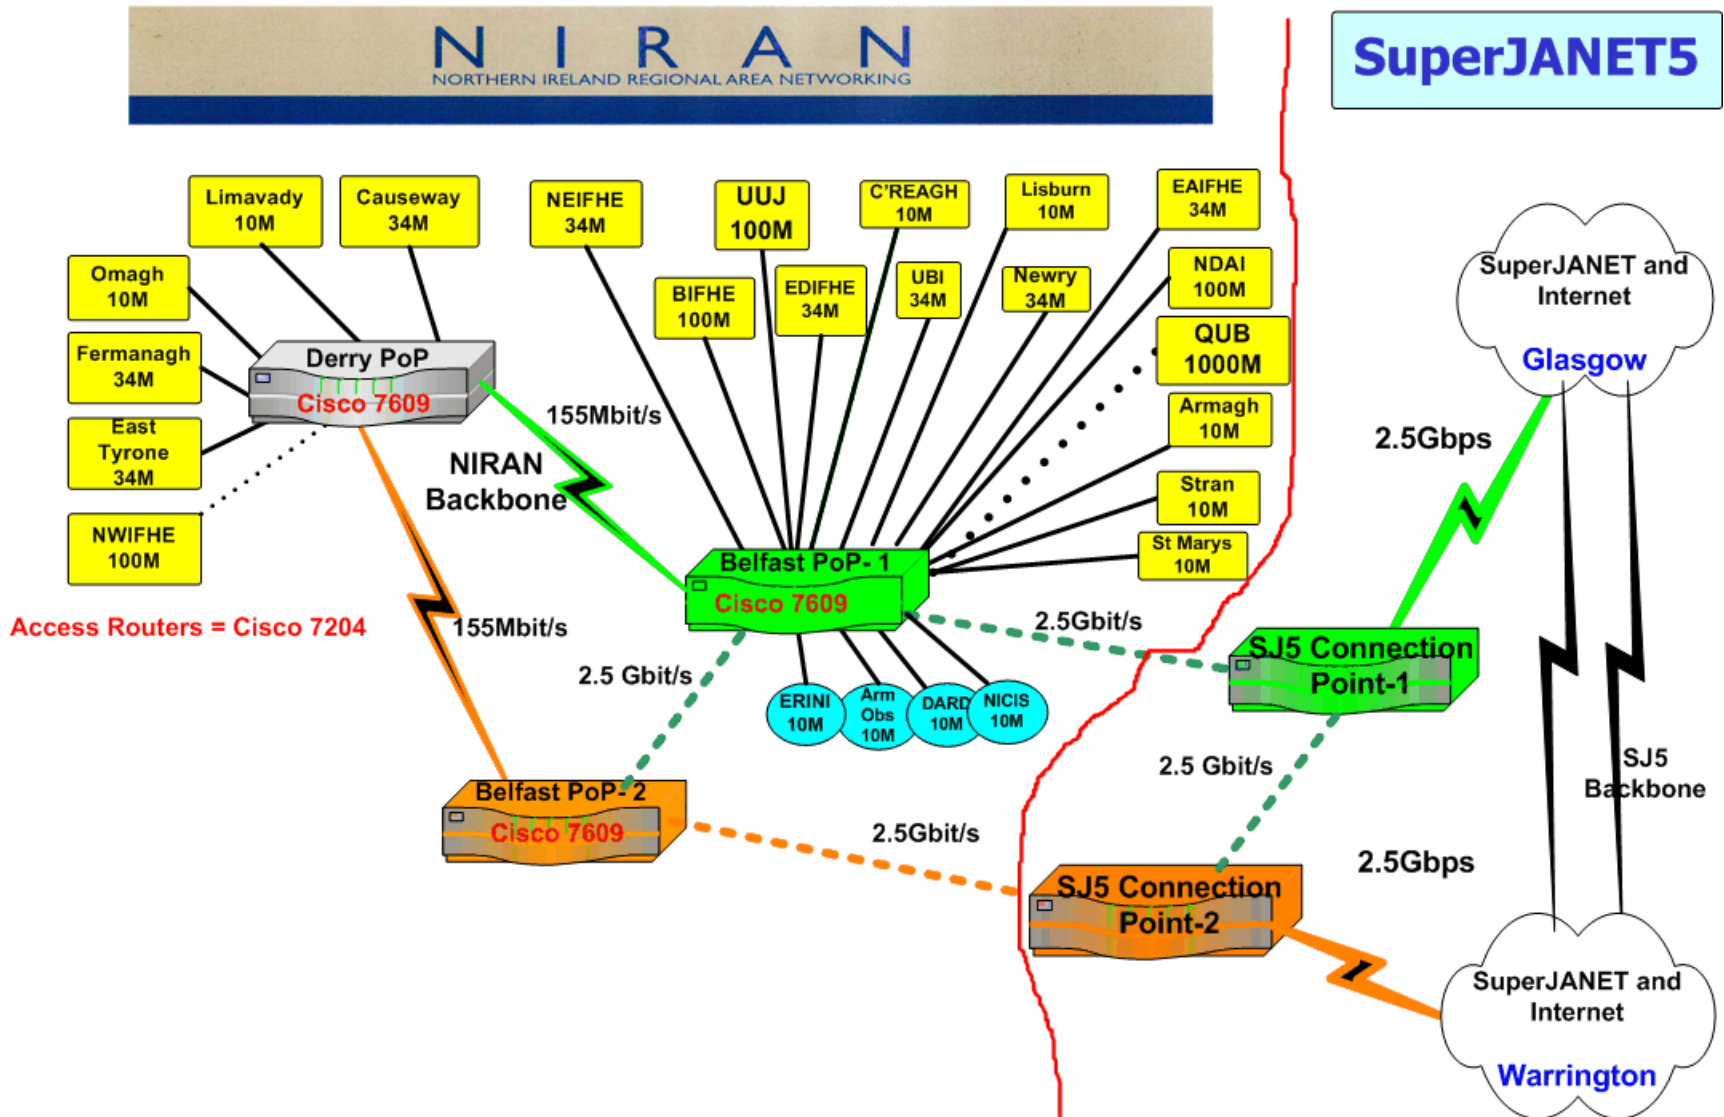 N I R A N
NORTHERN IRELAND REGIONAL AREA NETWORKING
SuperJANET5
Limavady
10M
Causeway
34M
NEIFHE
34M
UUJ
100M
C'REAGH
10M
Lisburn
10M
EAIFHE
34M
Omagh
10M
BIFHE
100M
EDIFHE
34M
UBI
34M
Newry
34M
NDAI
100M
SuperJANET and
Internet
Glasgow
Fermanagh
34M
Derry PoP
Cisco 7609
QUB
1000M
East
Tyrone
34M
155Mbit/s
Armagh
10M
2.5Gbps
NIRAN
Backbone
Stran
10M
NWIFHE
100M
St Marys
10M
Belfast PoP- 1
Cisco 7609
Access Routers = Cisco 7204
155Mbit/s
2.5Gbit/s
SJ5 Connection
Point-1
2.5 Gbit/s
ERINI
10M
Arm
Obs
10M
DARD
10M
NICIS
10M
2.5 Gbit/s
SJ5
Backbone
Belfast PoP- 2
Cisco 7609
2.5Gbit/s
2.5Gbps
SJ5 Connection
Point-2
SuperJANET and
Internet
Warrington